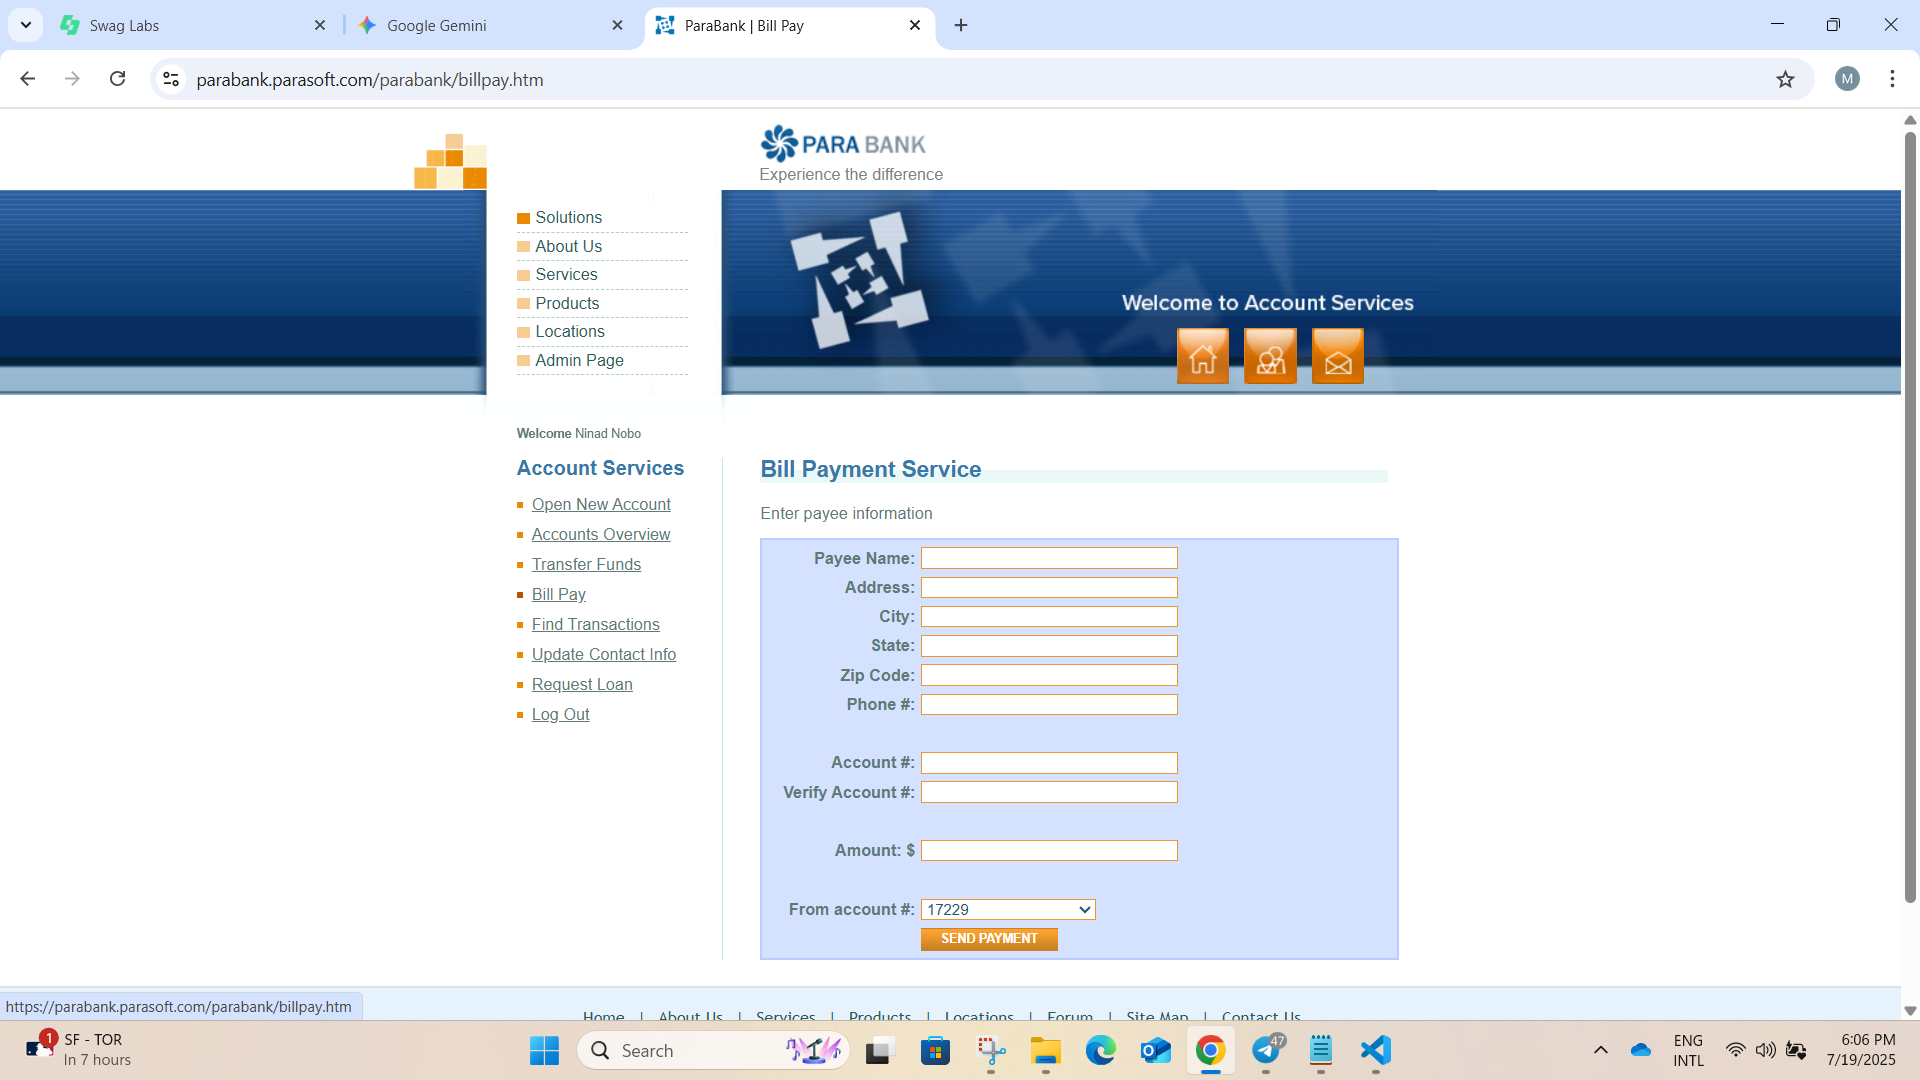 Swag Labs
Google Gemini
ParaBank | Bill Pay
parabank.parasoft.com/parabank/billpay.htm
M
PARA BANK
Experience the difference
Solutions
About Us
Services
Products
Locations
Admin Page
Welcome to Account Services
Welcome Ninad Nobo
Account Services
Open New Account
Accounts Overview
Transfer Funds
Bill Pay
Find Transactions
Update Contact Info
Request Loan
Log Out
Bill Payment Service
Enter payee information
Payee Name:
Address:
City:
State:
Zip Code:
Phone #:
Account #:
Verify Account #:
Amount: $
From account #: 17229
SEND PAYMENT
Home | About Us | Services | Products | Locations | Forum | Site Map | Contact Us
https://parabank.parasoft.com/parabank/billpay.htm
1
SF - TOR
In 7 hours
Search
47
ENG
INTL
6:06 PM
7/19/2025